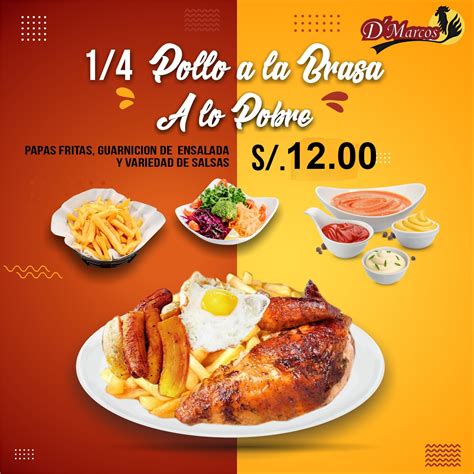 D'Marcos
1/4 Pollo a la Brasa
A lo Pobre
PAPAS FRITAS, GUARNICION DE ENSALADA
Y VARIEDAD DE SALSAS
S/.12.00